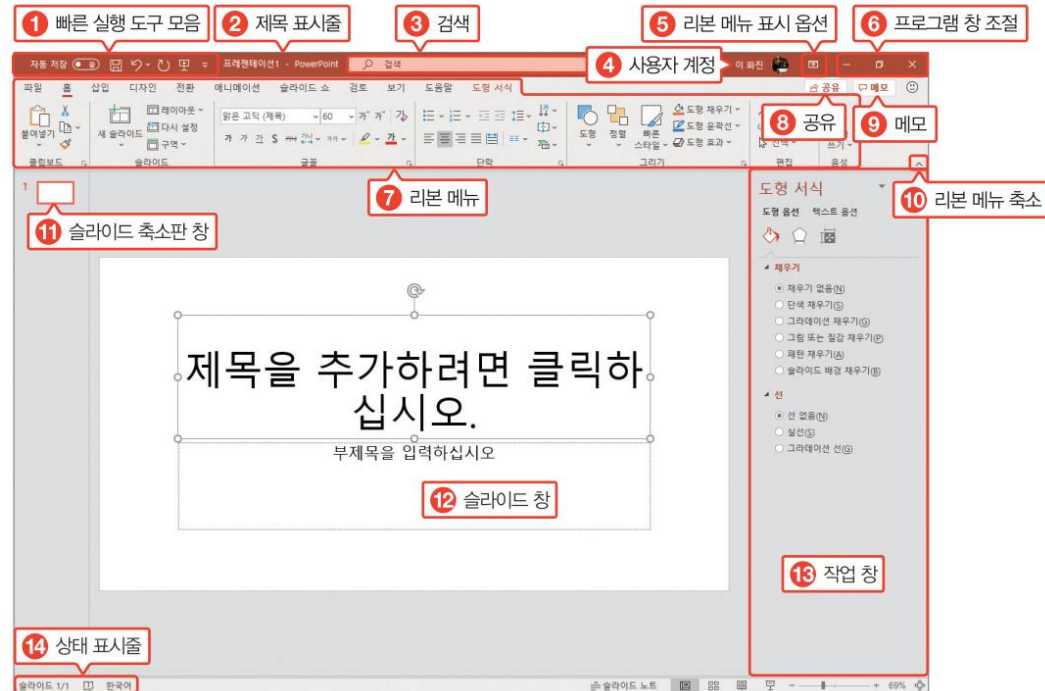 1 빠른 실행 도구 모음
2 제목 표시줄
3 검색
5 리본 메뉴 표시 옵션
6 프로그램 창 조절
자동 저장
프레젠테이션1 - PowerPoint
검색
4 사용자 계정
이 화진
파일 홈 삽입 디자인 전환 애니메이션 슬라이드 쇼 검토 보기 도움말 도형 서식
공유
메모
붙여넣기
새 슬라이드
레이아웃
다시 설정
구역
맑은 고딕 (제목)
60
가 가 가 S
도형
정렬
빠른
스타일
도형 채우기
도형 윤곽선
도형 효과
8 공유
9 메모
선택
쓰기
클립보드 슬라이드 글꼴 단락 그리기 편집 음성
7 리본 메뉴
10 리본 메뉴 축소
1
11 슬라이드 축소판 창
도형 서식
도형 옵션 텍스트 옵션
채우기
채우기 없음(N)
단색 채우기(S)
그라데이션 채우기(G)
그림 또는 질감 채우기(P)
패턴 채우기(A)
슬라이드 배경 채우기(B)
선
선 없음(N)
실선(S)
그라데이션 선(G)
제목을 추가하려면 클릭하
십시오.
부제목을 입력하십시오
12 슬라이드 창
13 작업 창
14 상태 표시줄
슬라이드 1/1 한국어
슬라이드 노트
69%